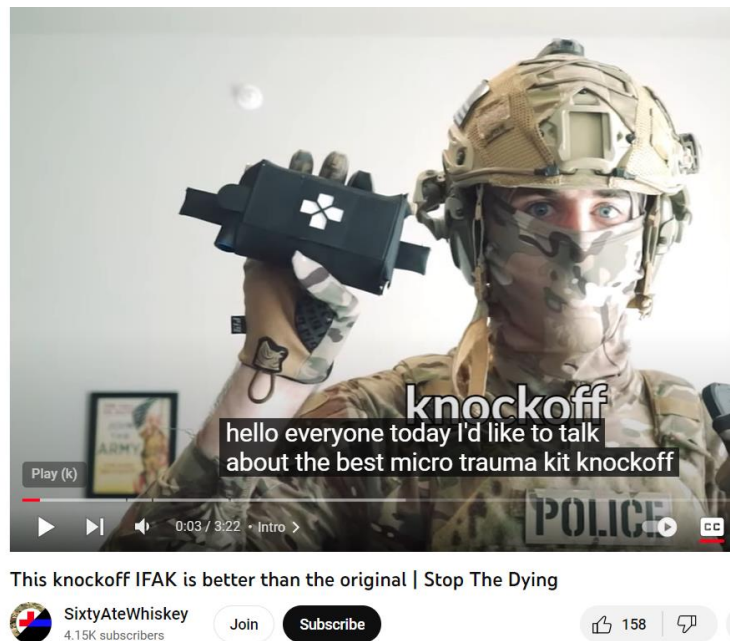 JOIN
THE
ARMY
knockoff
hello everyone today I'd like to talk
about the best micro trauma kit knockoff
POLICE
Play (k)
0:03 / 3:22 • Intro
CC
This knockoff IFAK is better than the original | Stop The Dying
SixtyAteWhiskey
4.15K subscribers
Join
Subscribe
158